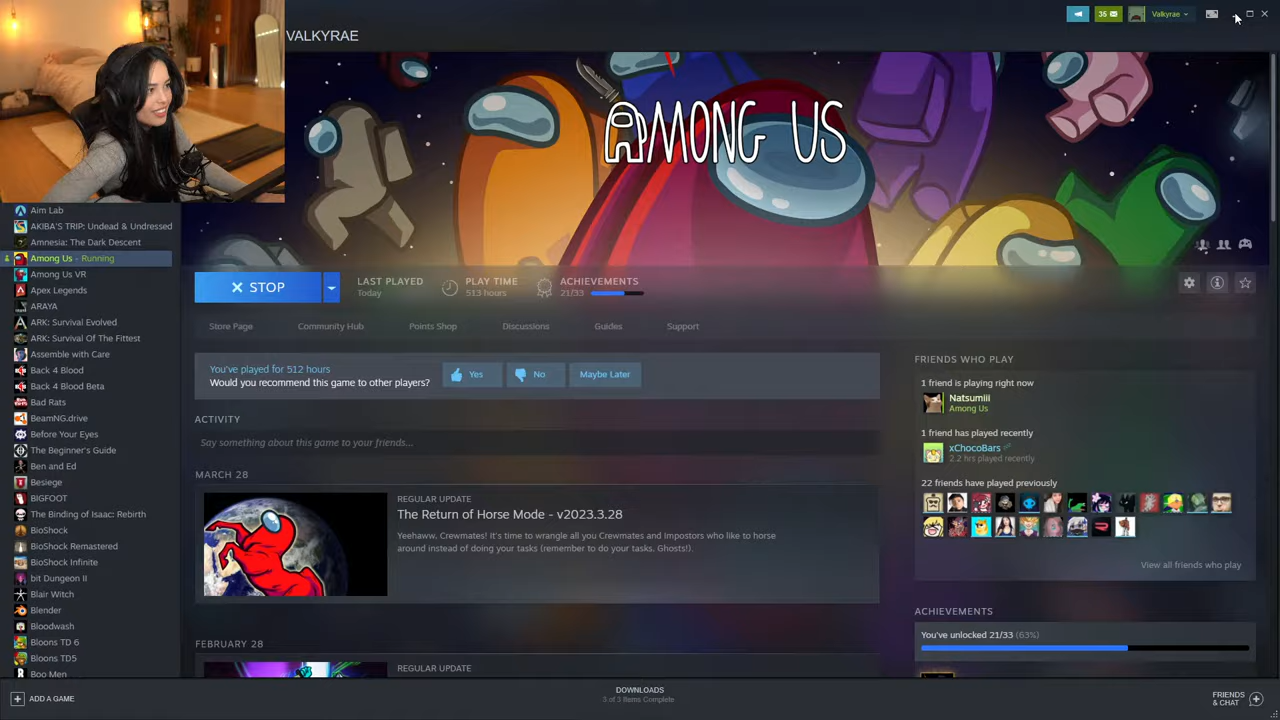 35
Valkyrae
VALKYRAE
AMONG US
Aim Lab
AKIBA'S TRIP: Undead & Undressed
Amnesia: The Dark Descent
Among Us - Running
Among Us VR
Apex Legends
ARAYA
ARK: Survival Evolved
ARK: Survival Of The Fittest
Assemble with Care
Back 4 Blood
Back 4 Blood Beta
Bad Rats
BeamNG.drive
Before Your Eyes
The Beginner's Guide
Ben and Ed
Besiege
BIGFOOT
The Binding of Isaac: Rebirth
BioShock
BioShock Remastered
BioShock Infinite
bit Dungeon II
Blair Witch
Blender
Bloodwash
Bloons TD 6
Bloons TD5
Boo Men
STOP
LAST PLAYED
Today
PLAY TIME
513 hours
ACHIEVEMENTS
21/33
Store Page
Community Hub
Points Shop
Discussions
Guides
Support
You've played for 512 hours
Would you recommend this game to other players?
Yes
No
Maybe Later
ACTIVITY
Say something about this game to your friends...
MARCH 28
REGULAR UPDATE
The Return of Horse Mode - v2023.3.28
Yeehaww, Crewmates! It's time to wrangle all you Crewmates and Impostors who like to horse
around instead of doing your tasks (remember to do your tasks, Ghosts!).
FEBRUARY 28
REGULAR UPDATE
FRIENDS WHO PLAY
1 friend is playing right now
Natsumiii
Among Us
1 friend has played recently
xChocoBars
2.2 hrs played recently
22 friends have played previously
View all friends who play
ACHIEVEMENTS
You've unlocked 21/33 (63%)
ADD A GAME
DOWNLOADS
3 of 3 Items Complete
FRIENDS
& CHAT